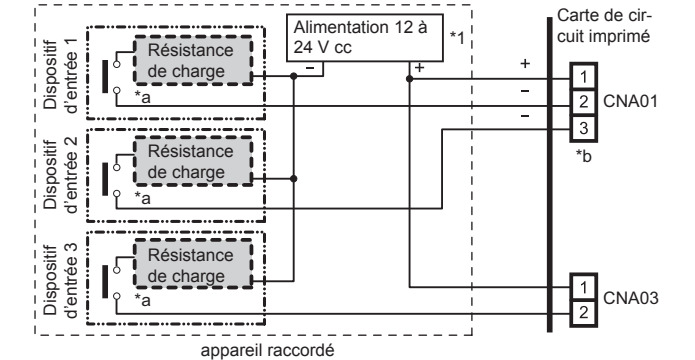 Alimentation 12 à
24 V cc
*1
Carte de cir-
cuit imprimé
Dispositif
d'entrée 1
Résistance
de charge
*a
–
+
+
–
–
1
2
3
CNA01
*b
Dispositif
d'entrée 2
Résistance
de charge
*a
Dispositif
d'entrée 3
Résistance
de charge
*a
1
2
CNA03
appareil raccordé